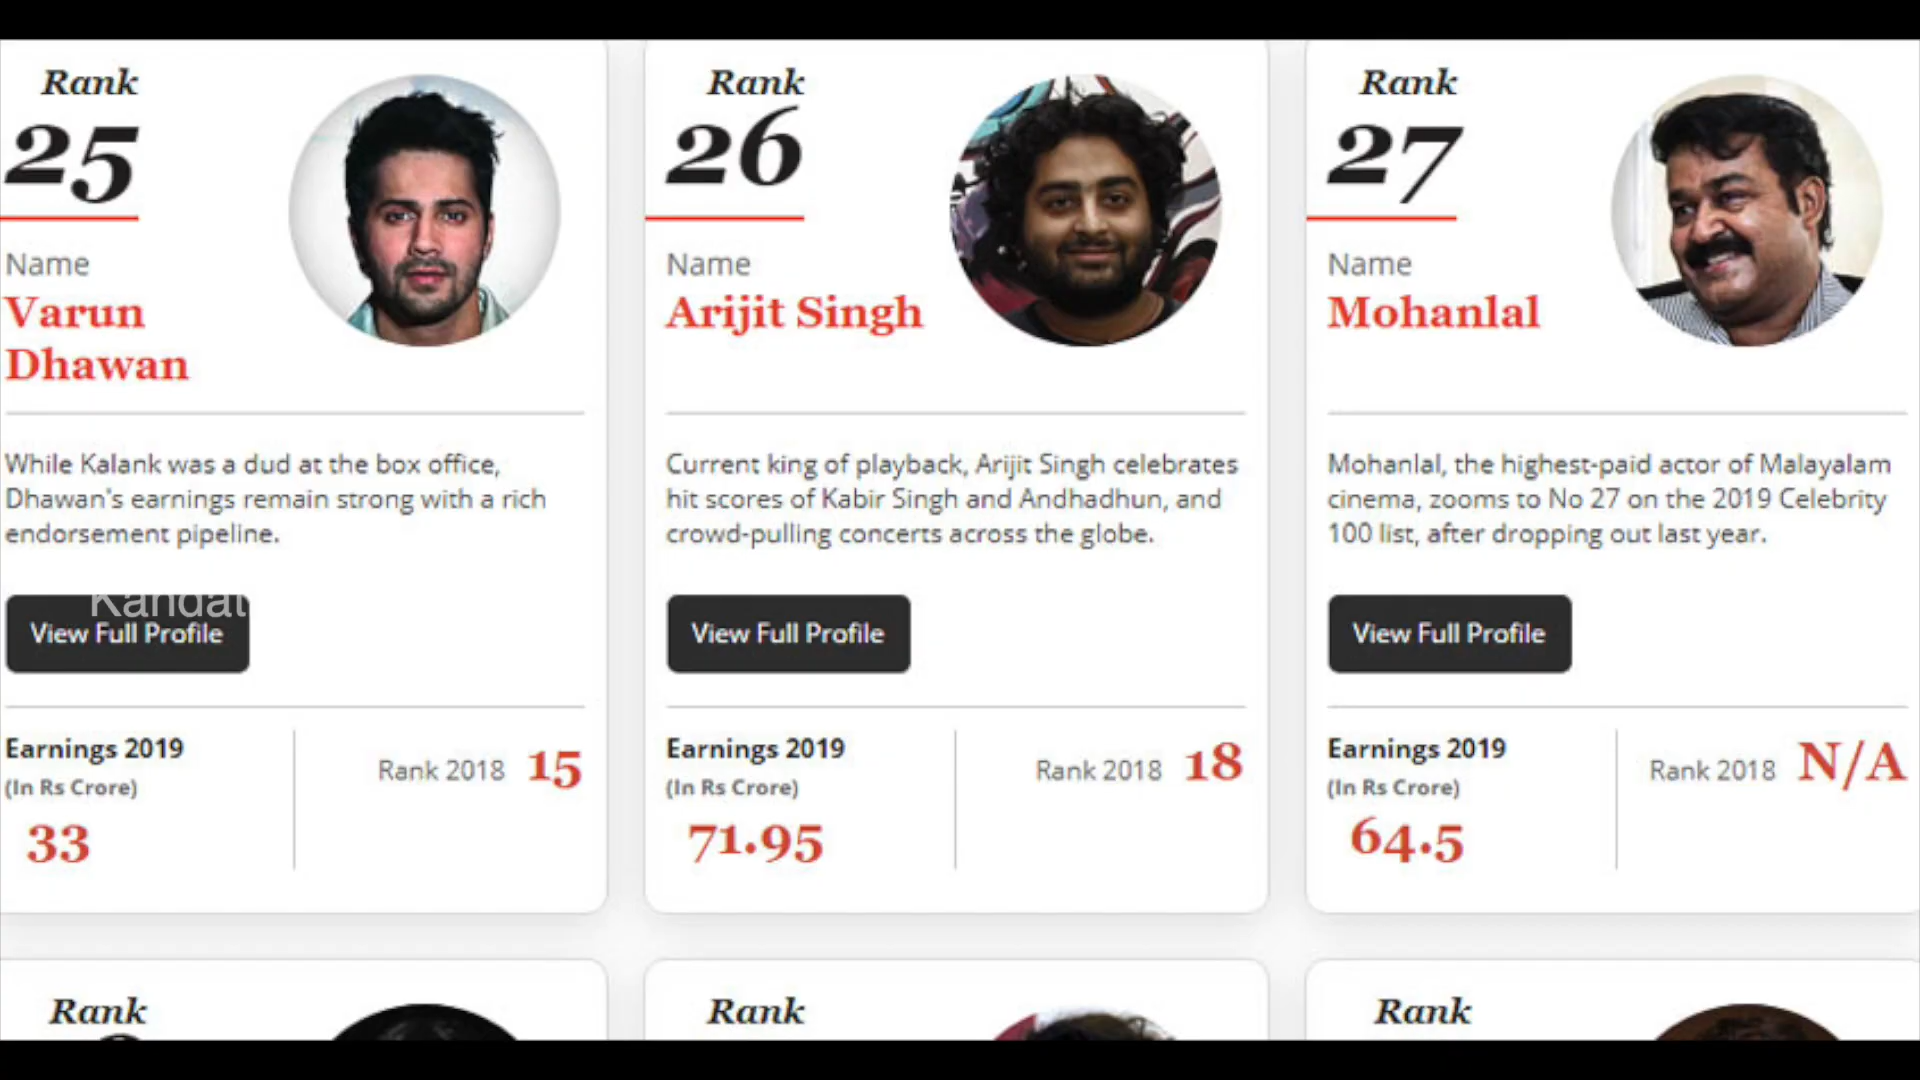 Rank
25
Name
Varun
Dhawan
While Kalank was a dud at the box office,
Dhawan's earnings remain strong with a rich
endorsement pipeline.
View Full Profile
Earnings 2019
(In Rs Crore)
33
Rank 2018 15
Rank
26
Name
Arijit Singh
Current king of playback, Arijit Singh celebrates
hit scores of Kabir Singh and Andhadhun, and
crowd-pulling concerts across the globe.
View Full Profile
Earnings 2019
(In Rs Crore)
71.95
Rank 2018 18
Rank
27
Name
Mohanlal
Mohanlal, the highest-paid actor of Malayalam
cinema, zooms to No 27 on the 2019 Celebrity
100 list, after dropping out last year.
View Full Profile
Earnings 2019
(In Rs Crore)
64.5
Rank 2018 N/A
Rank
Rank
Rank